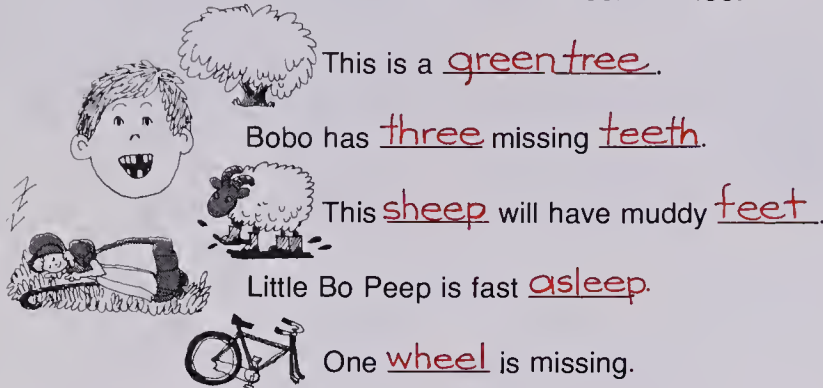 This is a green tree.
Bobo has three missing teeth.
This sheep will have muddy feet.
Little Bo Peep is fast asleep.
One wheel is missing.